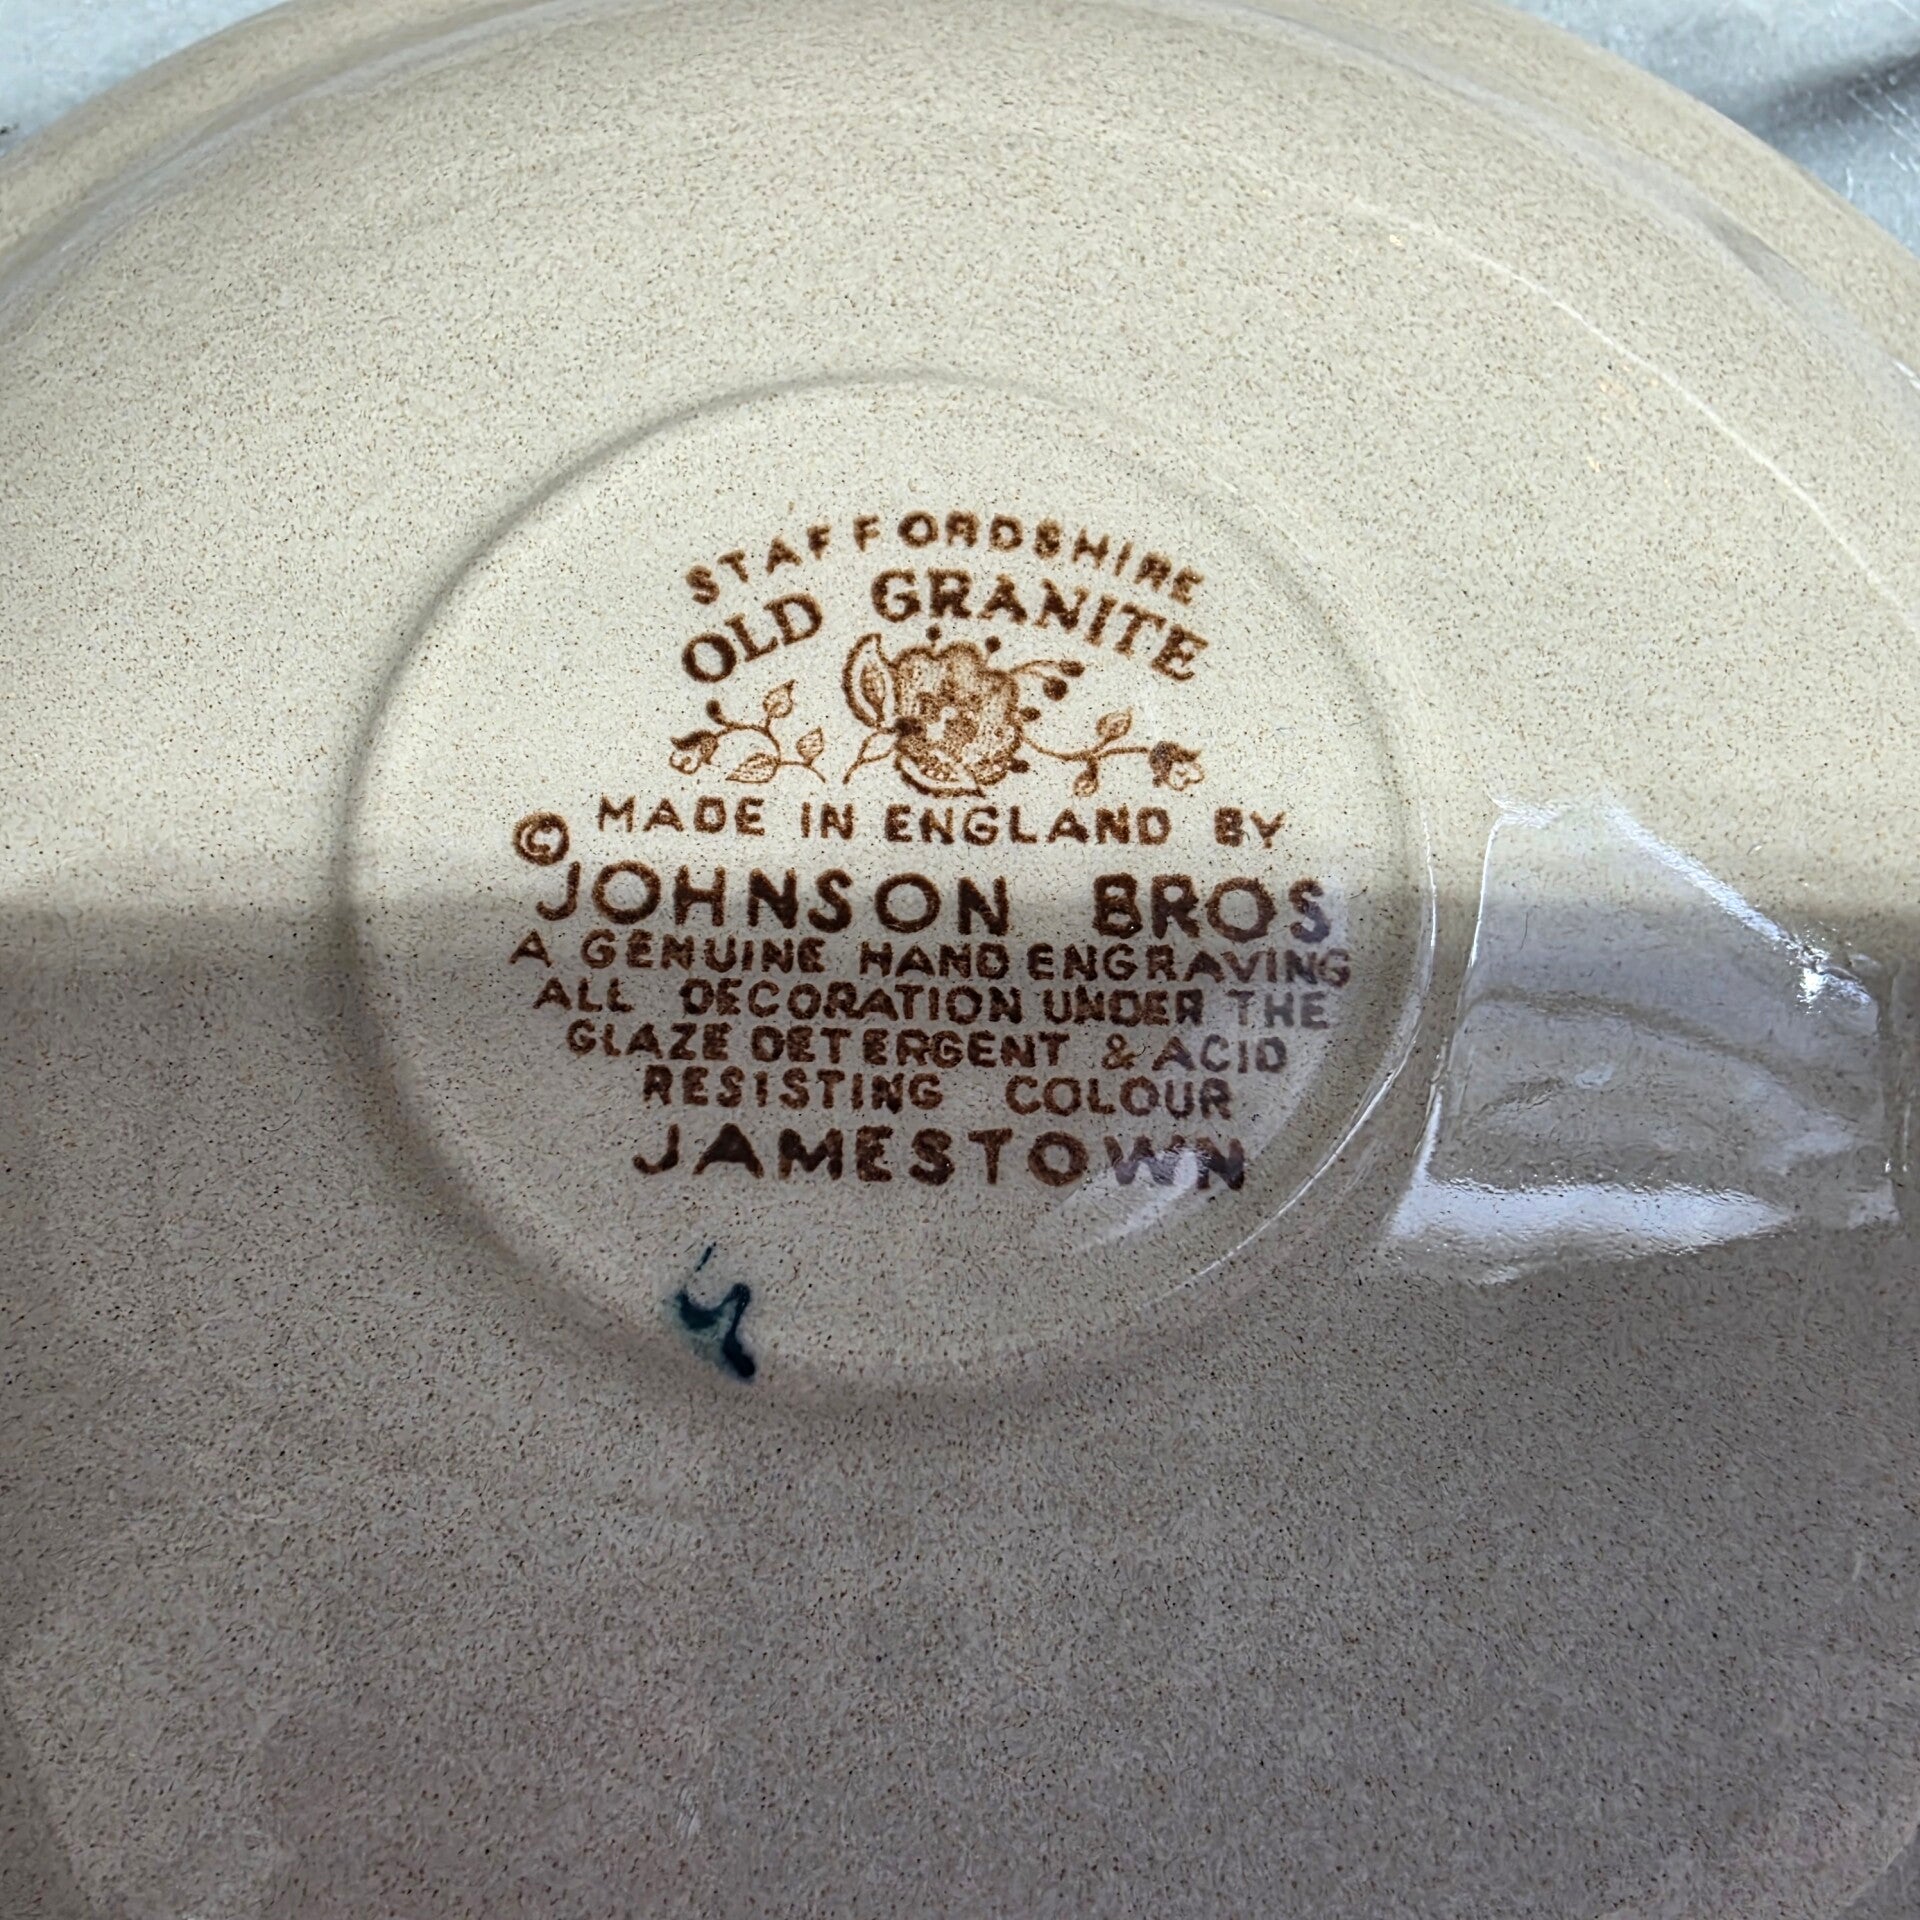 STAFFORDSHIRE
OLD GRANITE
© MADE IN ENGLAND BY
JOHNSON BROS
A GENUINE HAND ENGRAVING
ALL DECORATION UNDER THE
GLAZE DETERGENT & ACID
RESISTING COLOUR
JAMESTOWN